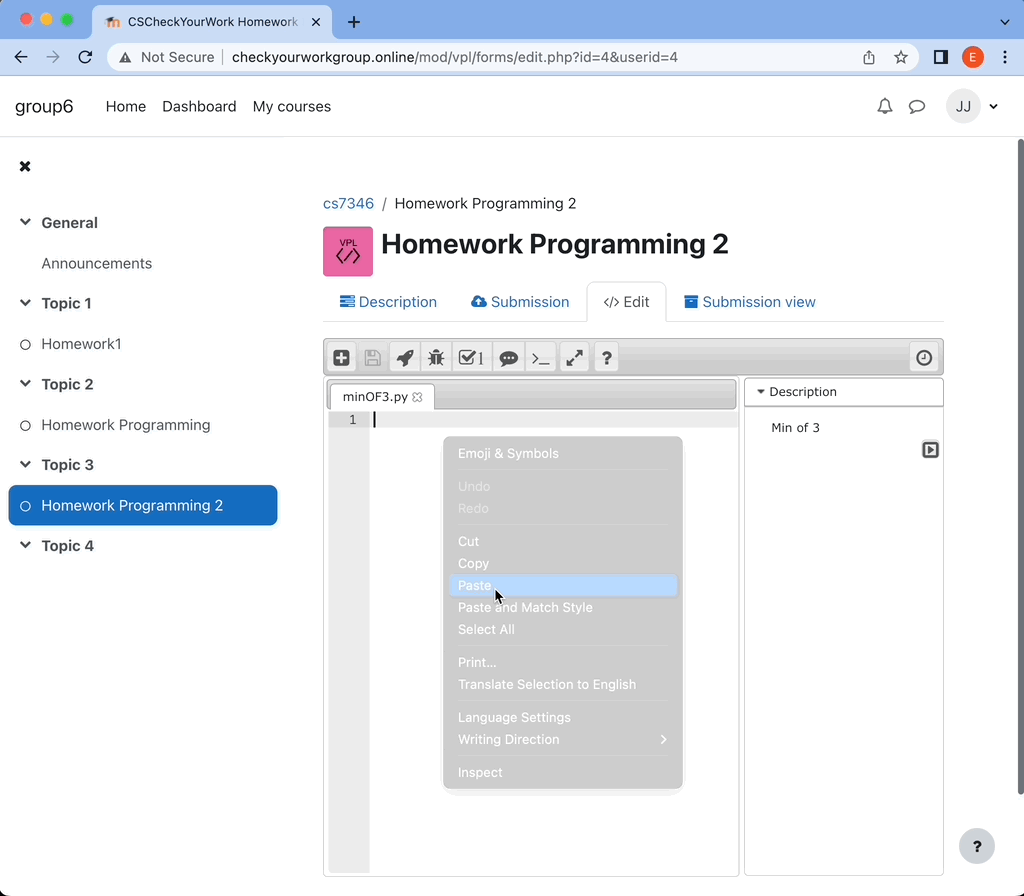 CSCheckYourWork Homework
Not Secure checkyourworkgroup.online/mod/vpl/forms/edit.php?id=4&userid=4 E
group6 Home Dashboard My courses JJ
General
Announcements
Topic 1
Homework1
Topic 2
Homework Programming
Topic 3
Homework Programming 2
Topic 4
cs7346 / Homework Programming 2
VPL
Homework Programming 2
Description Submission </> Edit Submission view
1 ?
minOF3.py
1
Emoji & Symbols
Undo
Redo
Cut
Copy
Paste
Paste and Match Style
Select All
Print...
Translate Selection to English
Language Settings
Writing Direction
Inspect
Description
Min of 3
?